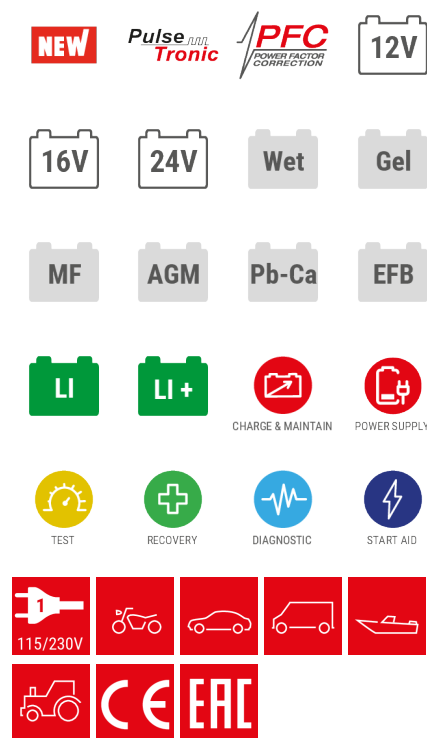 NEW
Pulse
Tronic
PFC
POWER FACTOR
CORRECTION
12V
16V
24V
Wet
Gel
MF
AGM
Pb-Ca
EFB
LI
LI +
CHARGE & MAINTAIN
POWER SUPPLY
TEST
RECOVERY
DIAGNOSTIC
START AID
1
115/230V
CE
EAC